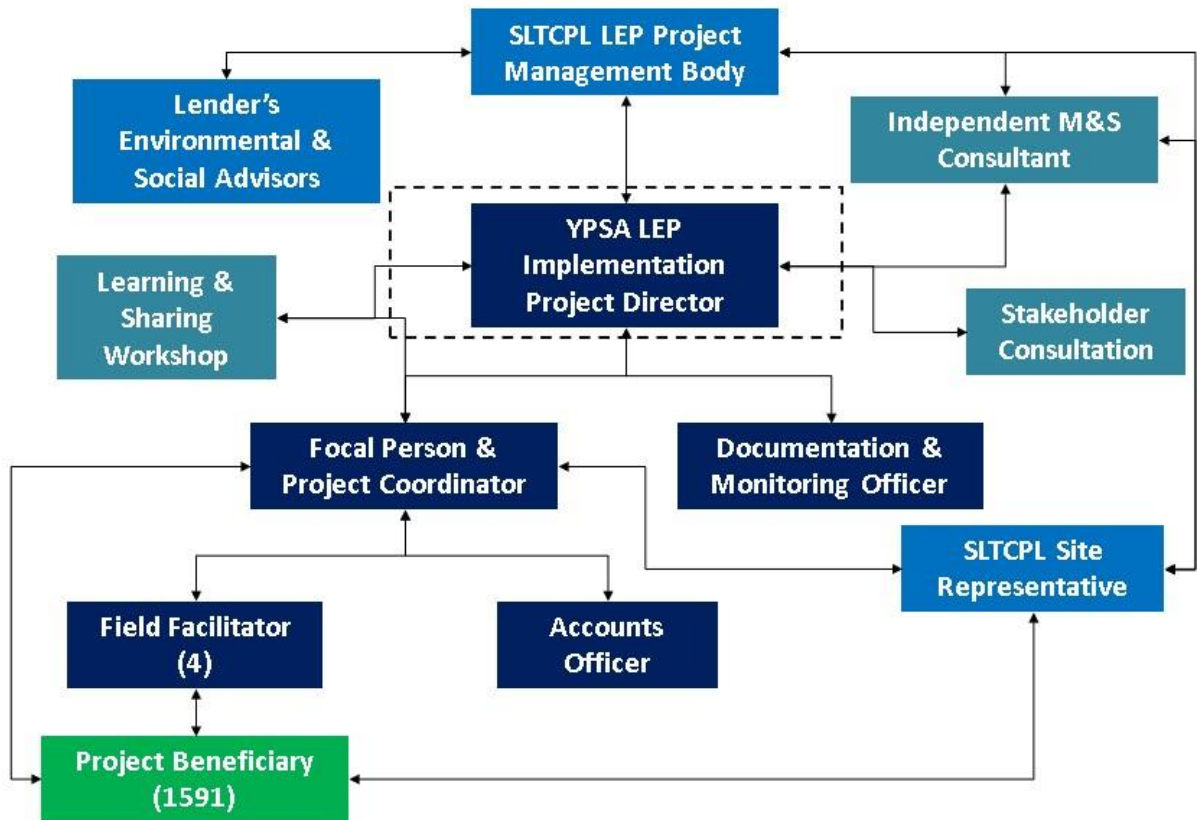 SLTCPL LEP Project
Management Body
Lender's
Environmental &
Social Advisors
Independent M&S
Consultant
YPSA LEP
Implementation
Project Director
Learning &
Sharing
Workshop
Stakeholder
Consultation
Focal Person &
Project Coordinator
Documentation &
Monitoring Officer
SLTCPL Site
Representative
Field Facilitator
(4)
Accounts
Officer
Project Beneficiary
(1591)